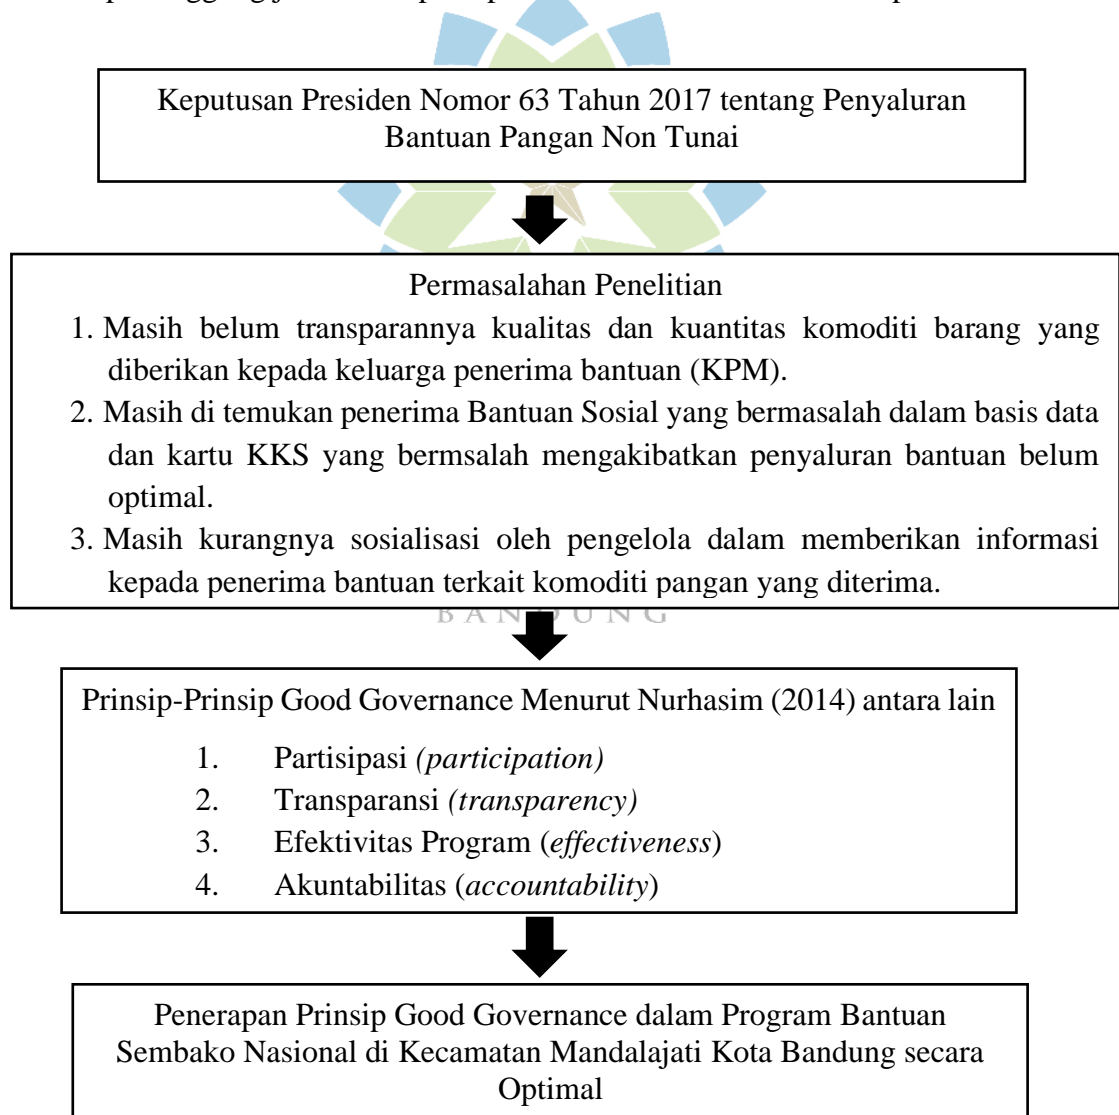 Keputusan Presiden Nomor 63 Tahun 2017 tentang Penyaluran
Bantuan Pangan Non Tunai
Permasalahan Penelitian
1. Masih belum transparannya kualitas dan kuantitas komoditi barang yang
diberikan kepada keluarga penerima bantuan (KPM).
2. Masih di temukan penerima Bantuan Sosial yang bermasalah dalam basis data
dan kartu KKS yang bermsalah mengakibatkan penyaluran bantuan belum
optimal.
3. Masih kurangnya sosialisasi oleh pengelola dalam memberikan informasi
kepada penerima bantuan terkait komoditi pangan yang diterima.
BANDUNG
Prinsip-Prinsip Good Governance Menurut Nurhasim (2014) antara lain
1. Partisipasi (participation)
2. Transparansi (transparency)
3. Efektivitas Program (effectiveness)
4. Akuntabilitas (accountability)
Penerapan Prinsip Good Governance dalam Program Bantuan
Sembako Nasional di Kecamatan Mandalajati Kota Bandung secara
Optimal